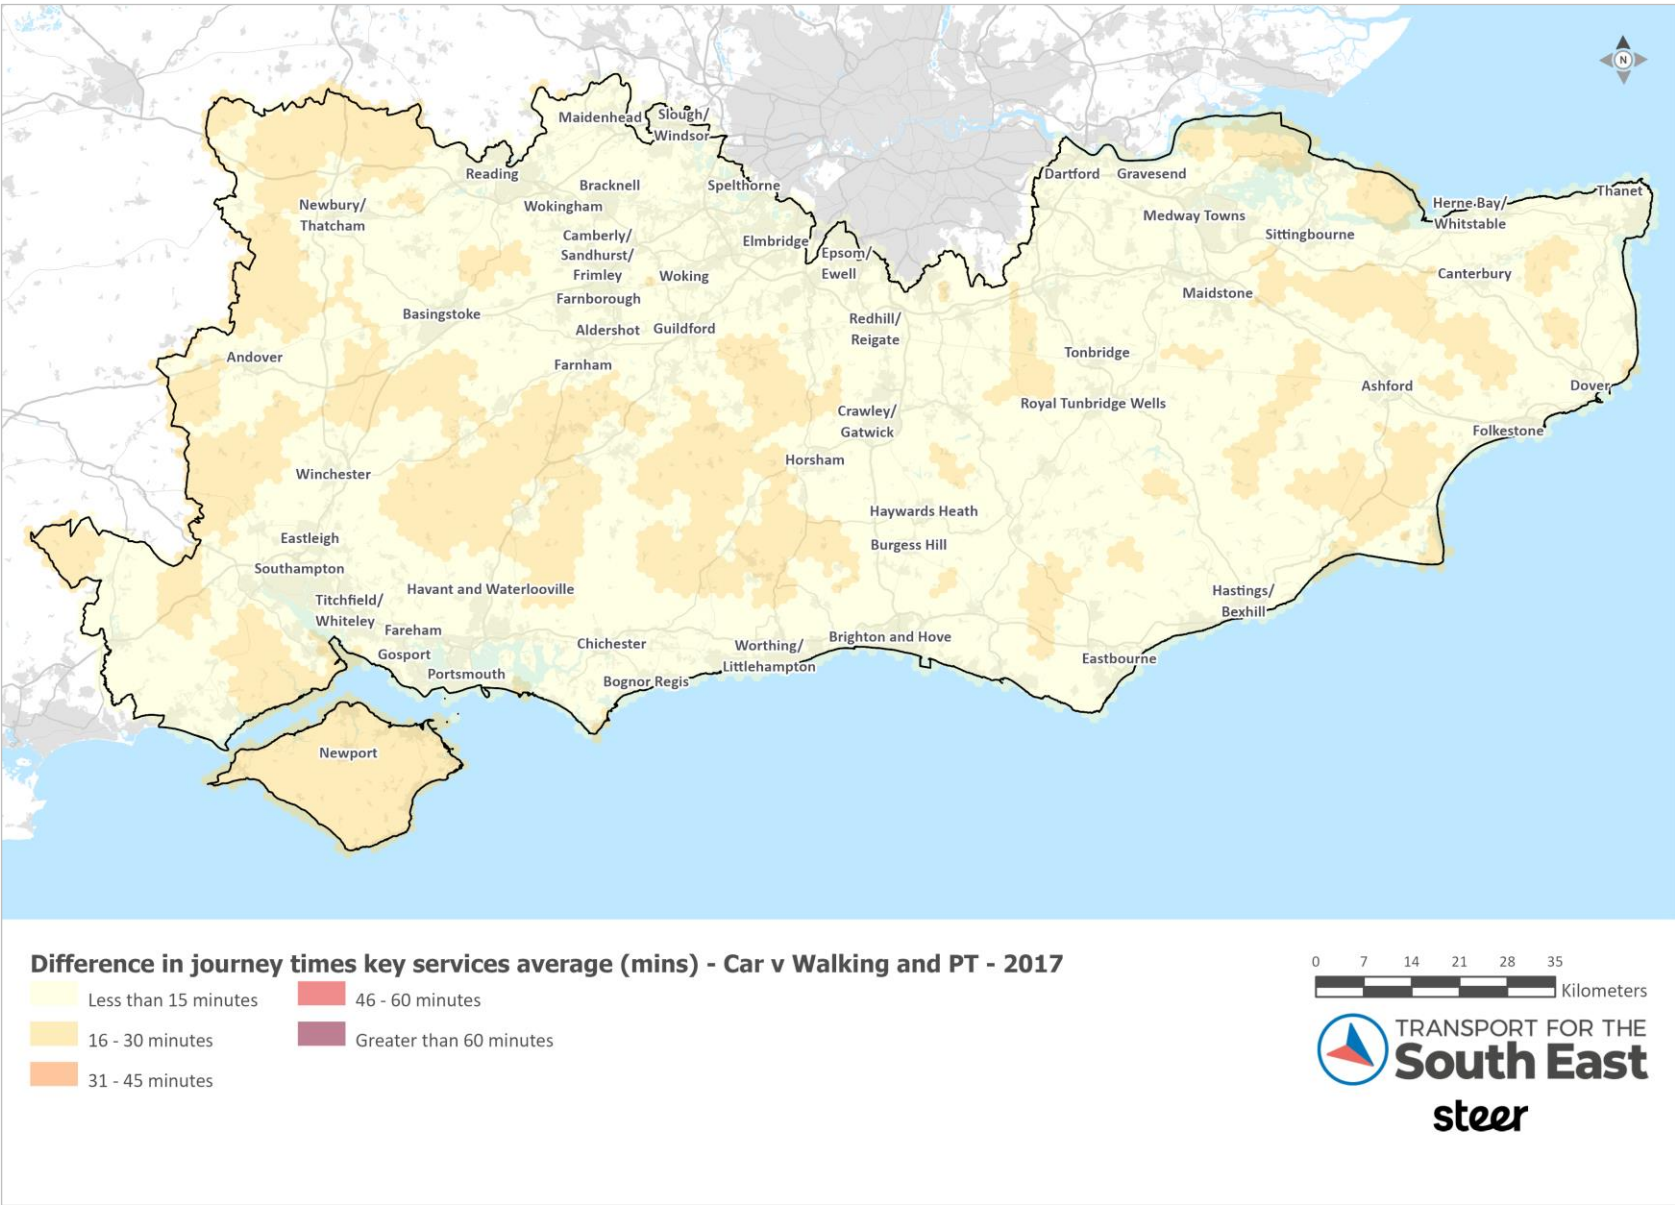 N
Maidenhead
Slough/
Windsor
Reading
Bracknell
Wokingham
Spelthorne
Dartford
Gravesend
Thanet
Newbury/
Thatcham
Medway Towns
Herne Bay/
Whitstable
Sittingbourne
Camberly/
Sandhurst/
Frimley
Elmbridge
Epsom/
Ewell
Woking
Canterbury
Maidstone
Farnborough
Basingstoke
Aldershot
Guildford
Redhill/
Reigate
Andover
Farnham
Tonbridge
Ashford
Dover
Royal Tunbridge Wells
Crawley/
Gatwick
Folkestone
Horsham
Winchester
Haywards Heath
Eastleigh
Burgess Hill
Southampton
Havant and Waterlooville
Titchfield/
Whiteley
Hastings/
Bexhill
Fareham
Gosport
Chichester
Worthing/
Littlehampton
Brighton and Hove
Eastbourne
Portsmouth
Bognor Regis
Newport
Difference in journey times key services average (mins) - Car v Walking and PT - 2017
Less than 15 minutes
16 - 30 minutes
31 - 45 minutes
46 - 60 minutes
Greater than 60 minutes
0 7 14 21 28 35
Kilometers
TRANSPORT FOR THE
South East
steer